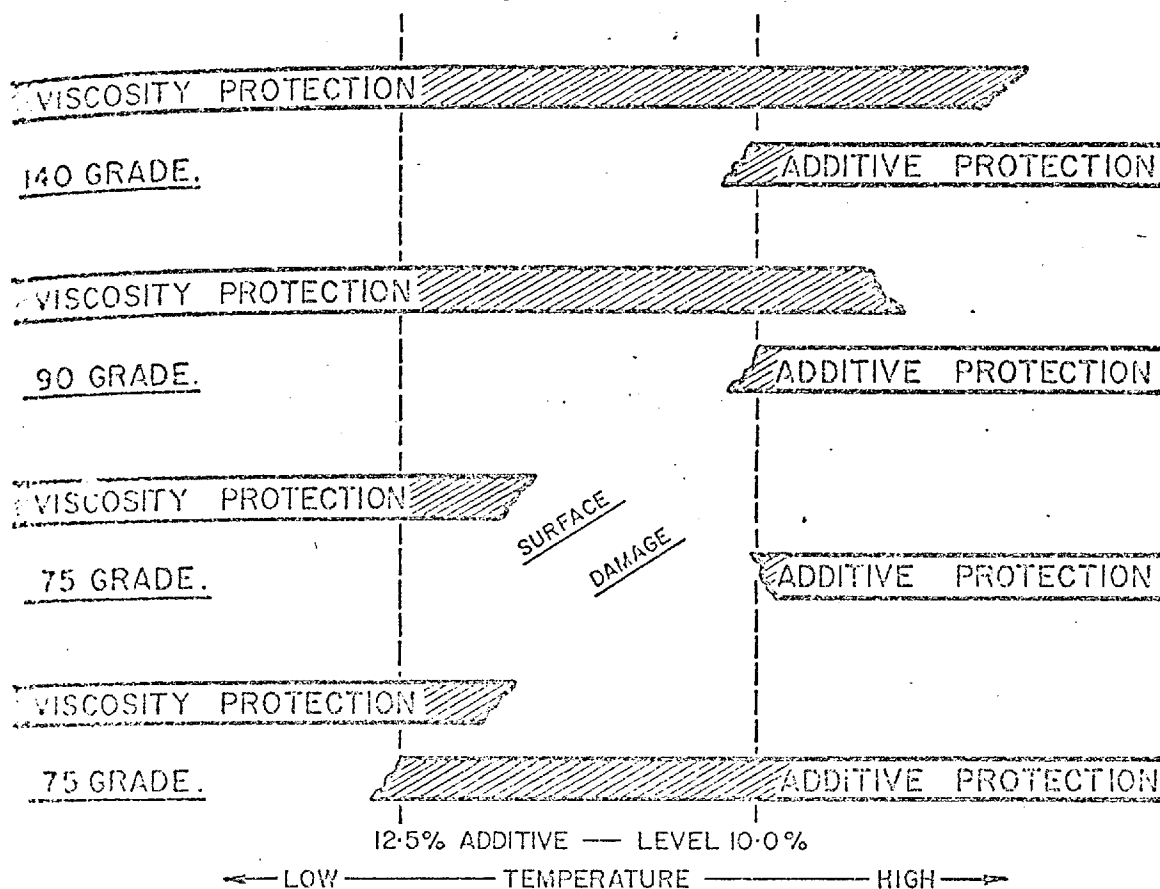 VISCOSITY PROTECTION
140 GRADE.
ADDITIVE PROTECTION
VISCOSITY PROTECTION
90 GRADE.
ADDITIVE PROTECTION
VISCOSITY PROTECTION
SURFACE
DAMAGE
75 GRADE.
ADDITIVE PROTECTION
VISCOSITY PROTECTION
75 GRADE.
ADDITIVE PROTECTION
12·5% ADDITIVE — LEVEL 10·0%
LOW TEMPERATURE HIGH